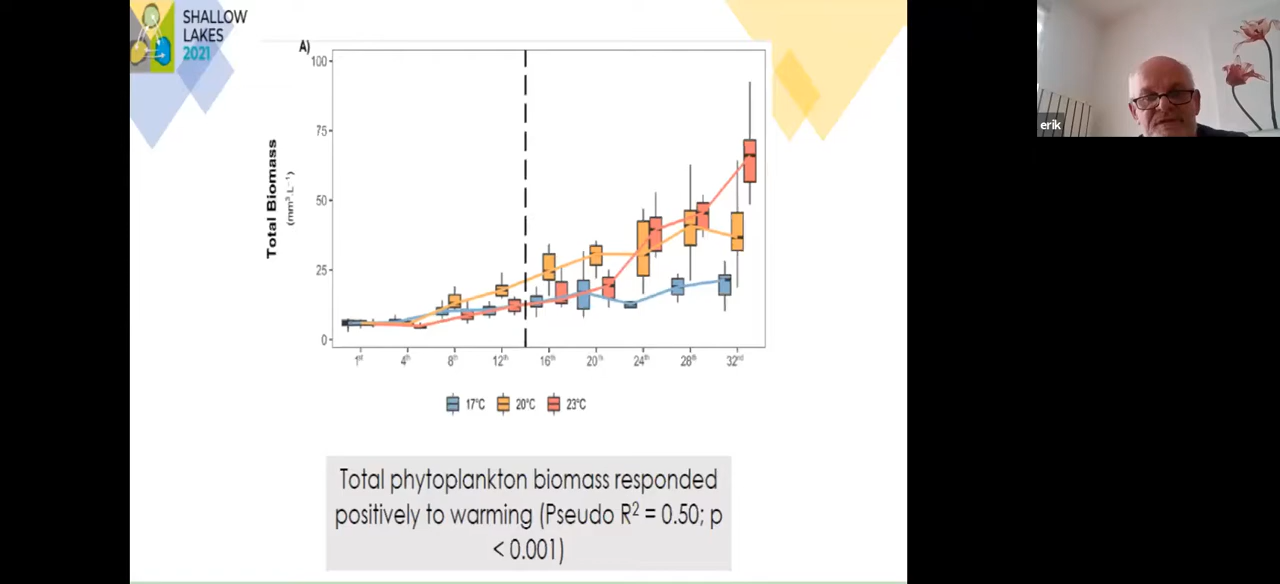 SHALLOW
LAKES
2021
A)
100
75
50
25
0
Total Biomass
(mm³.L⁻¹)
1st 4th 8th 12th 16th 20th 24th 28th 32nd
17°C 20°C 23°C
Total phytoplankton biomass responded
positively to warming (Pseudo R² = 0.50; p
< 0.001)
erik